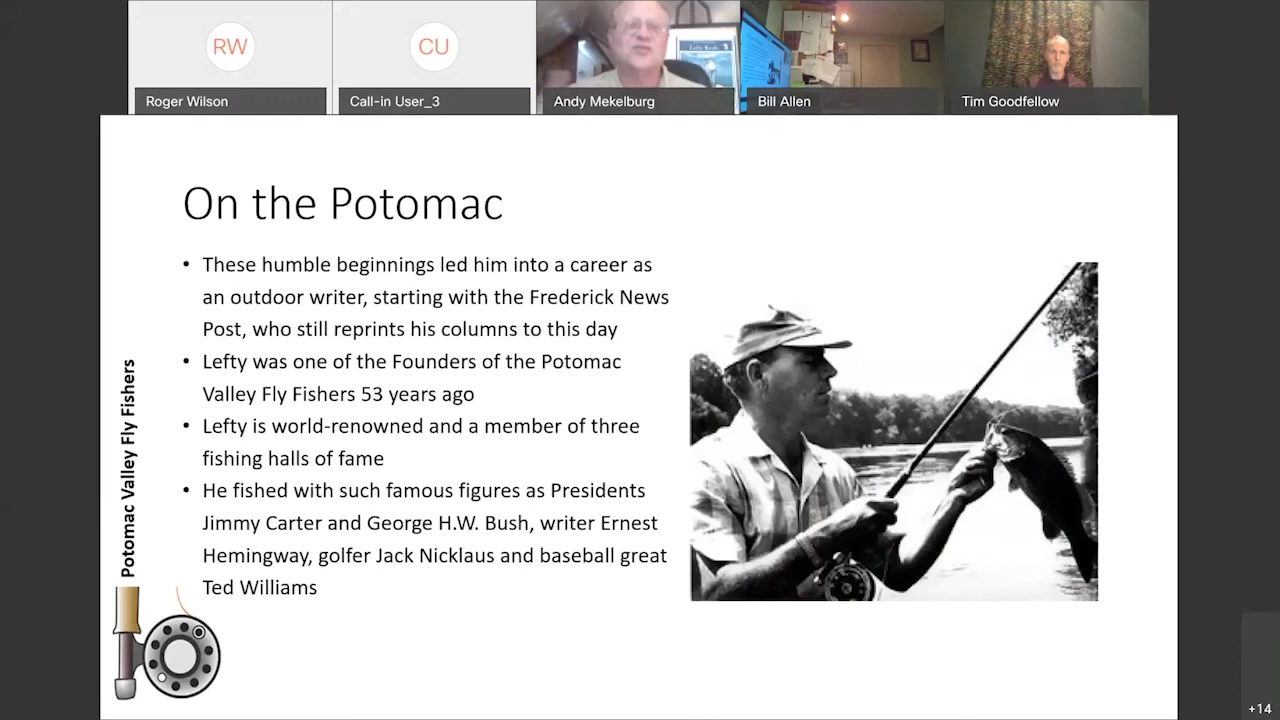 RW
CU
Roger Wilson
Call-in User_3
Andy Mekelburg
Bill Allen
Tim Goodfellow
On the Potomac
• These humble beginnings led him into a career as
an outdoor writer, starting with the Frederick News
Post, who still reprints his columns to this day
• Lefty was one of the Founders of the Potomac
Valley Fly Fishers 53 years ago
• Lefty is world-renowned and a member of three
fishing halls of fame
• He fished with such famous figures as Presidents
Jimmy Carter and George H.W. Bush, writer Ernest
Hemingway, golfer Jack Nicklaus and baseball great
Ted Williams
Potomac Valley Fly Fishers
+14